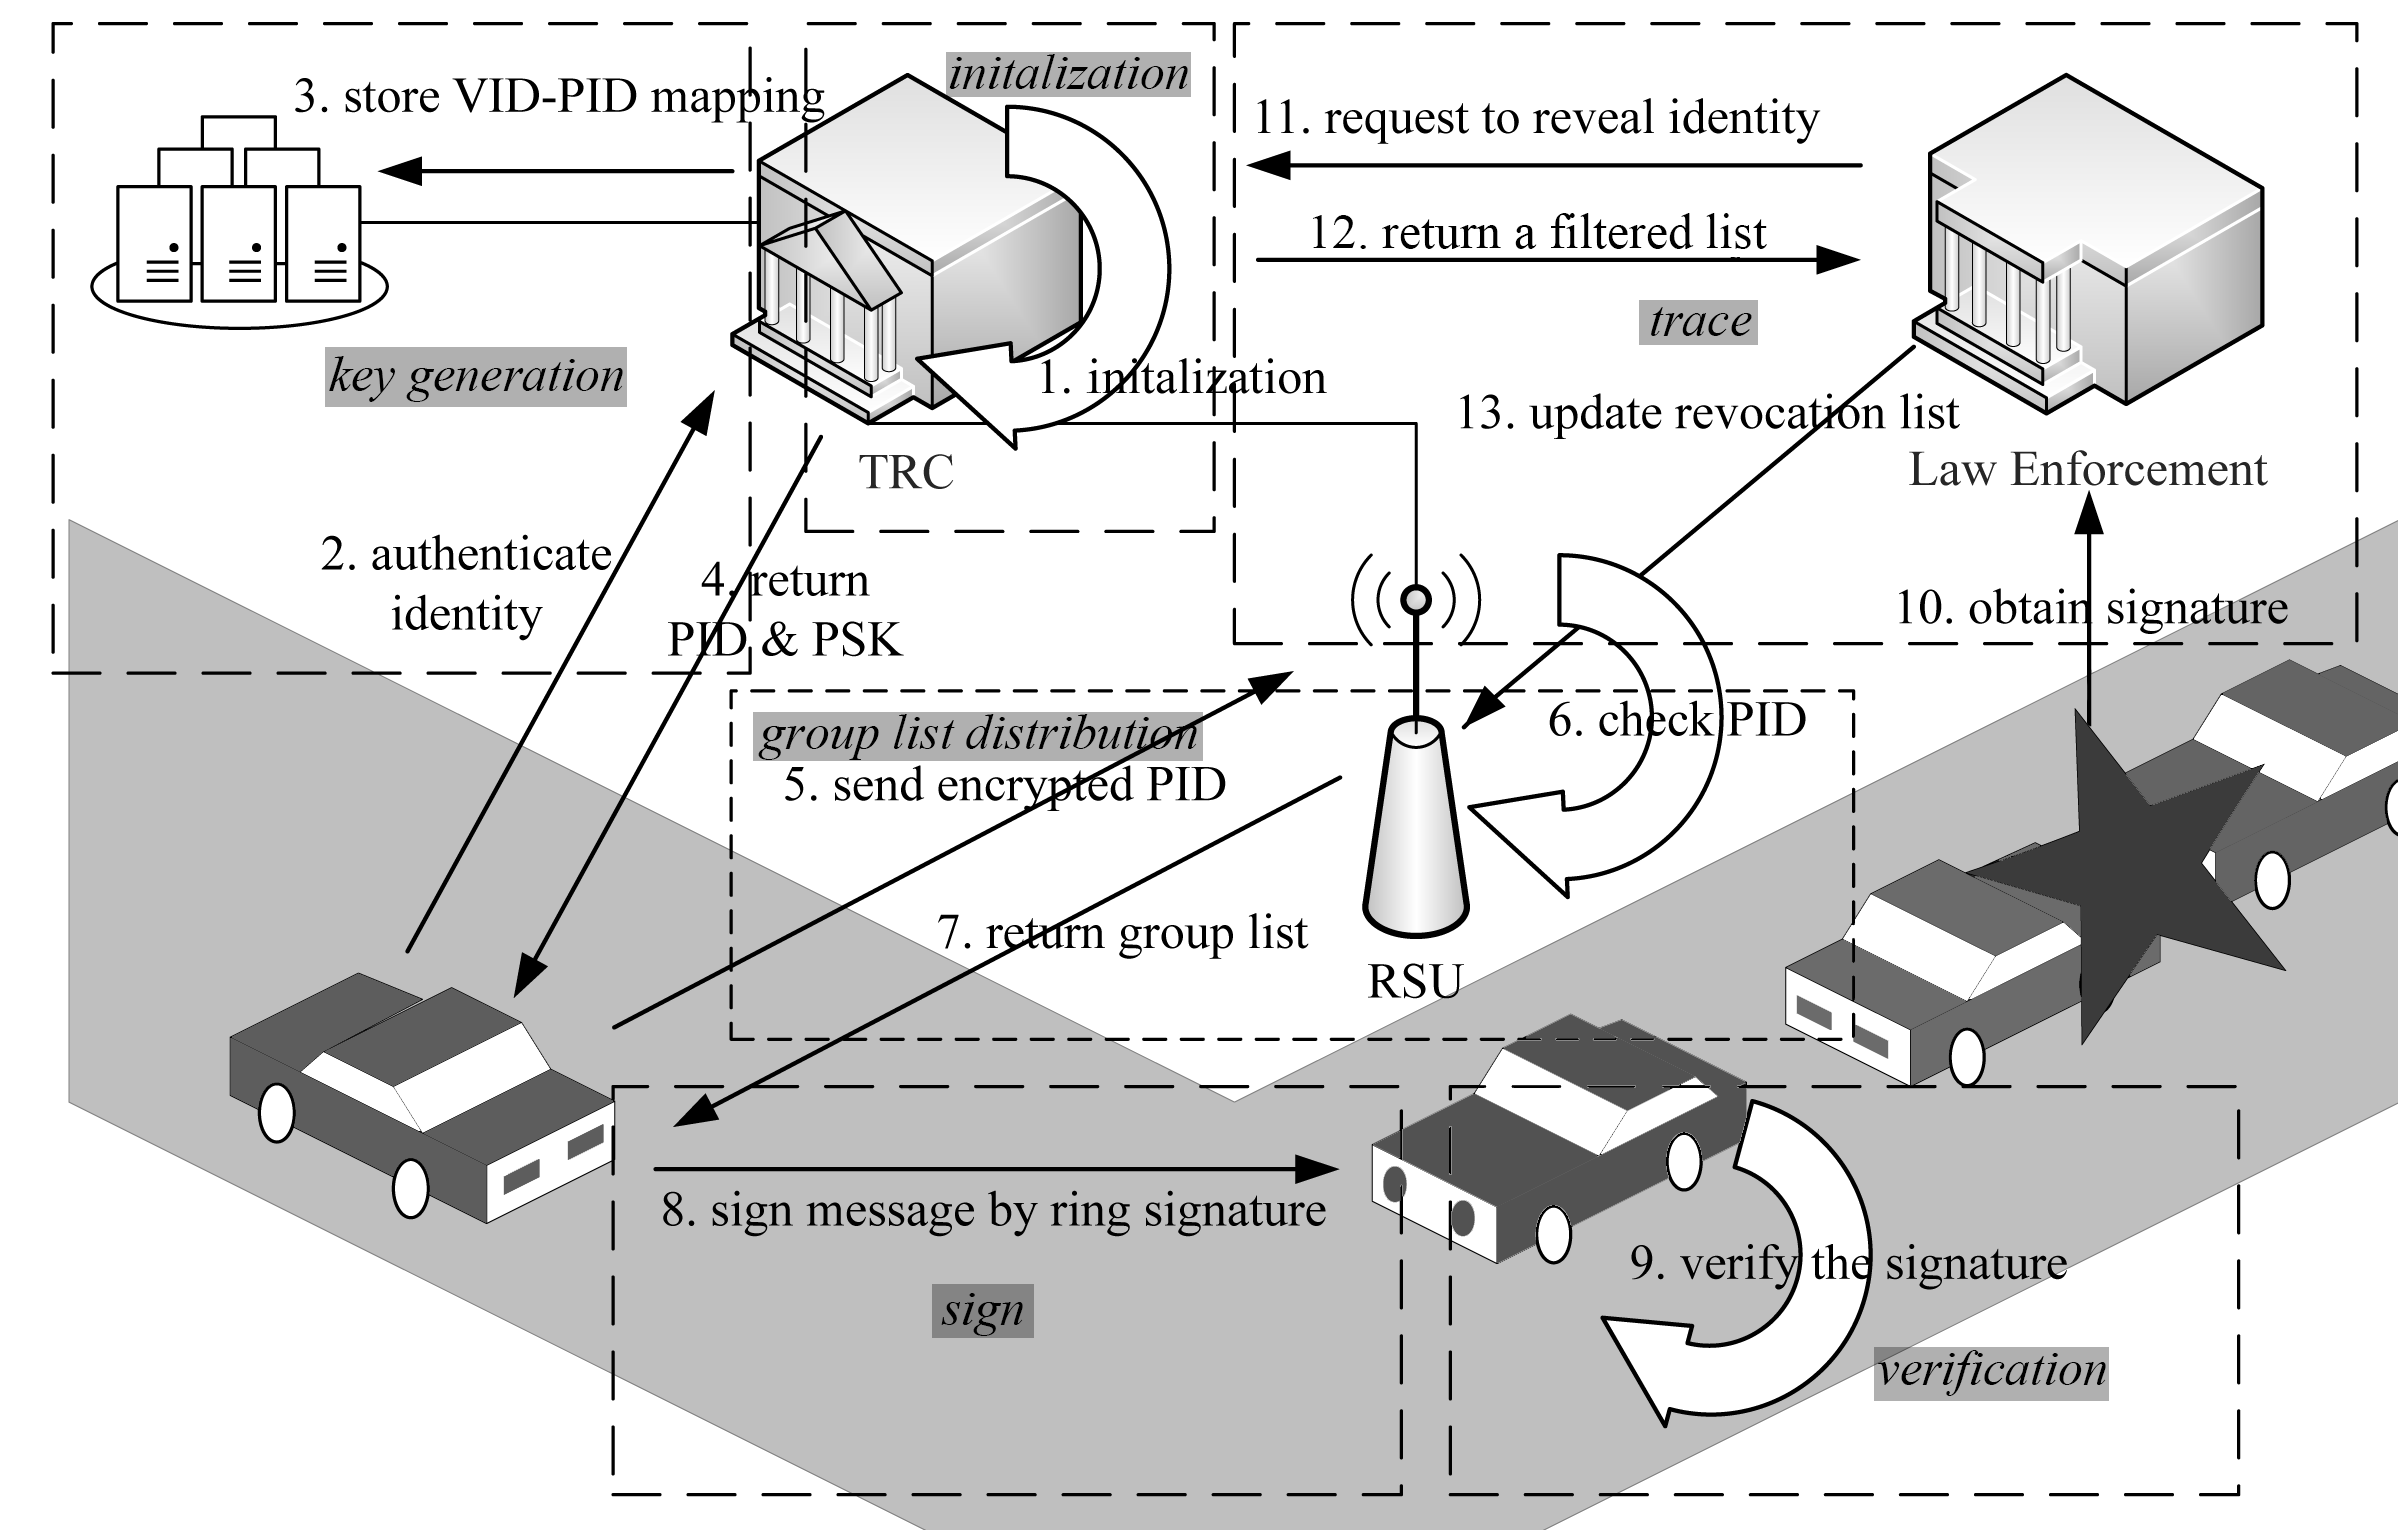 initalization
3. store VID-PID mapping
11. request to reveal identity
12. return a filtered list
trace
key generation
1. initalization
13. update revocation list
TRC
Law Enforcement
2. authenticate
identity
4. return
PID & PSK
10. obtain signature
group list distribution
6. check PID
5. send encrypted PID
7. return group list
RSU
8. sign message by ring signature
9. verify the signature
sign
verification